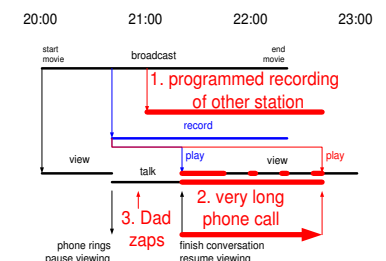 20:00 21:00 22:00 23:00
start
movie
broadcast
end
movie
1. programmed recording
of other station
record
view
play
view
play
talk
2. very long
phone call
3. Dad
zaps
phone rings
pause viewing
finish conversation
resume viewing